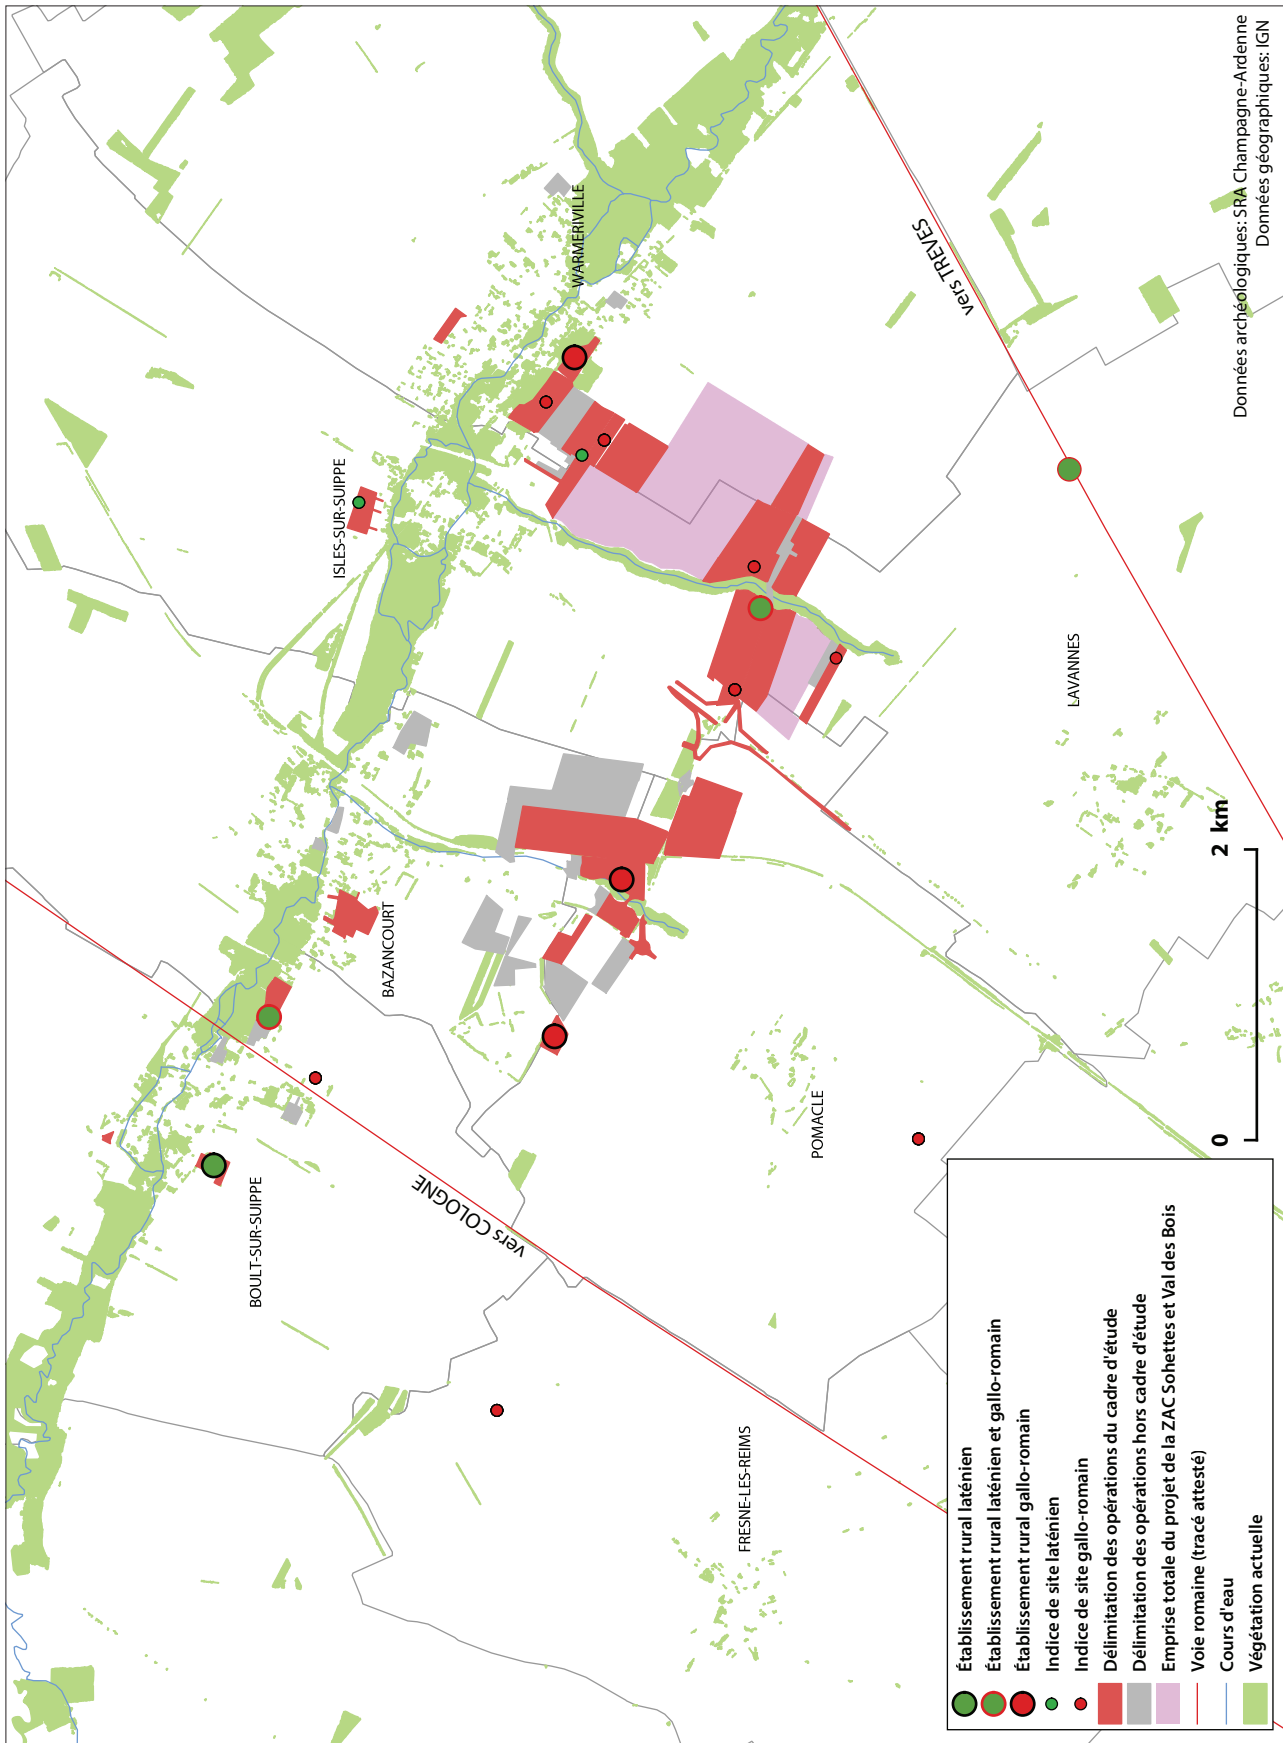 WARMERIVILLE
ISLES-SUR-SUIPPE
vers TREVES
BAZANCOURT
LAVANNES
BOULT-SUR-SUIPPE
vers COLOGNE
POMACLE
FRESNE-LES-REIMS
0 2 km
Établissement rural laténien
Établissement rural laténien et gallo-romain
Établissement rural gallo-romain
Indice de site laténien
Indice de site gallo-romain
Délimitation des opérations du cadre d'étude
Délimitation des opérations hors cadre d'étude
Emprise totale du projet de la ZAC Sohettes et Val des Bois
Voie romaine (tracé attesté)
Cours d'eau
Végétation actuelle
Données archéologiques: SRA Champagne-Ardenne
Données géographiques: IGN